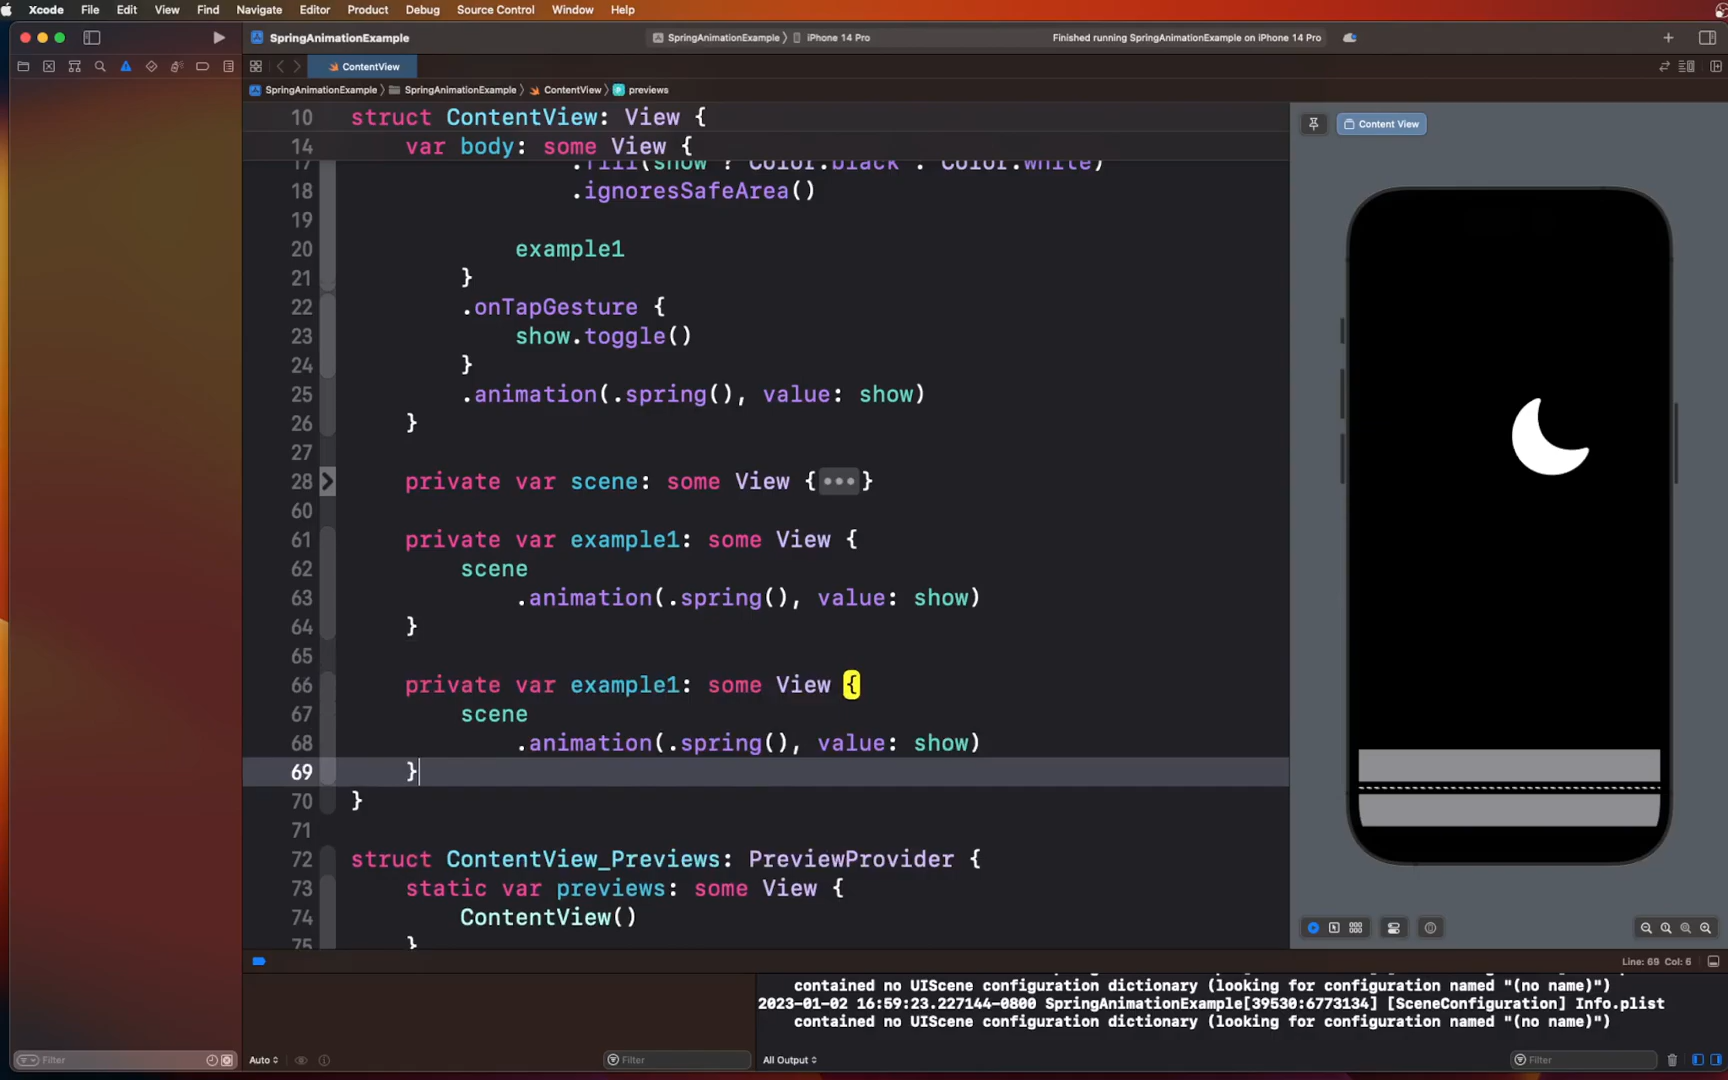 Xcode File Edit View Find Navigate Editor Product Debug Source Control Window Help
SpringAnimationExample
SpringAnimationExample 〉 iPhone 14 Pro
Finished running SpringAnimationExample on iPhone 14 Pro
ContentView
SpringAnimationExample 〉 SpringAnimationExample 〉 ContentView 〉 previews
10 struct ContentView: View {
14 var body: some View {
17 .fill(show ? Color.black : Color.white)
18 .ignoresSafeArea()
19
20 example1
21 }
22 .onTapGesture {
23 show.toggle()
24 }
25 .animation(.spring(), value: show)
26 }
27
28 private var scene: some View {•••}
60
61 private var example1: some View {
62 scene
63 .animation(.spring(), value: show)
64 }
65
66 private var example1: some View {
67 scene
68 .animation(.spring(), value: show)
69 }
70 }
71
72 struct ContentView_Previews: PreviewProvider {
73 static var previews: some View {
74 ContentView()
75 }
Content View
Line: 69 Col: 6
contained no UIScene configuration dictionary (looking for configuration named "(no name)")
2023-01-02 16:59:23.227144-0800 SpringAnimationExample[39530:6773134] [SceneConfiguration] Info.plist
contained no UIScene configuration dictionary (looking for configuration named "(no name)")
Filter
Auto
Filter
All Output
Filter